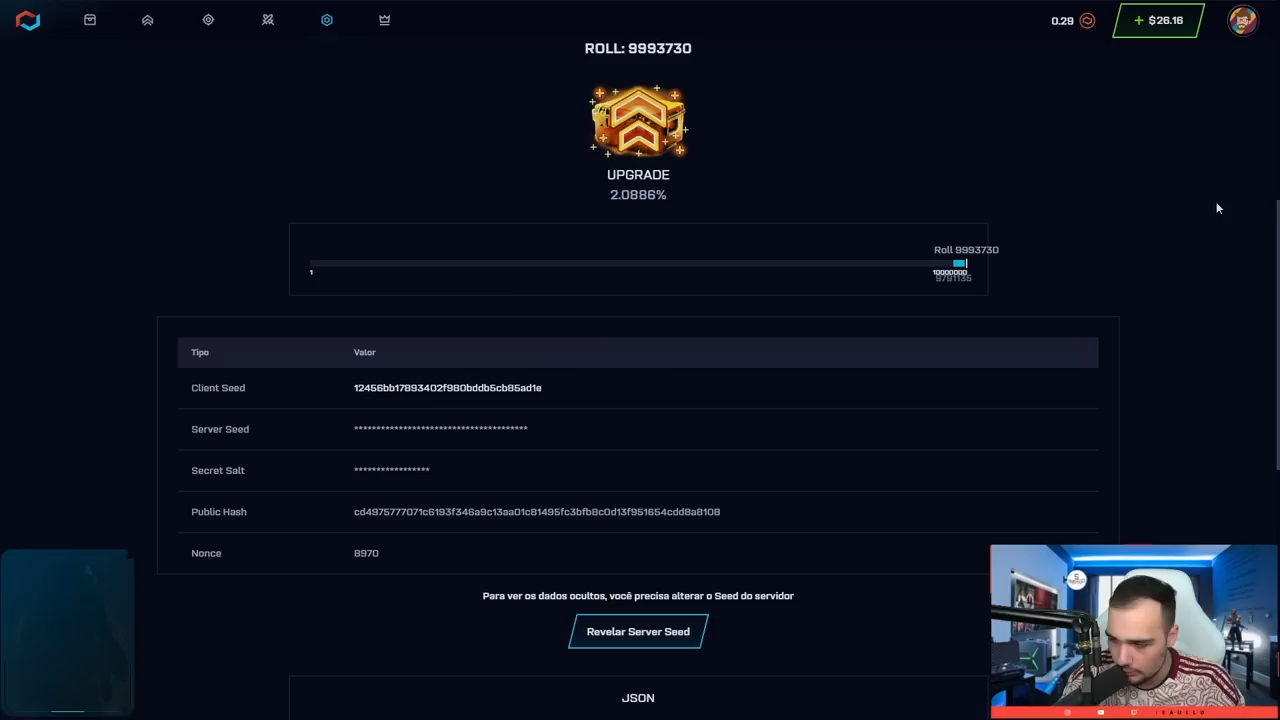 0.29
+ $26.16
ROLL: 9993730
UPGRADE
2.0886%
Roll 9993730
1
10000000
9791135
Tipo Valor
Client Seed 12456bb17893402f980bddb5cb85ad1e
Server Seed ***************************************
Secret Salt *****************
Public Hash cd4975777071c6193f346a9c13aa01c81495fc3bfb8c0d13f951654cdd8a8108
Nonce 8970
Para ver os dados ocultos, você precisa alterar o Seed do servidor
Revelar Server Seed
JSON